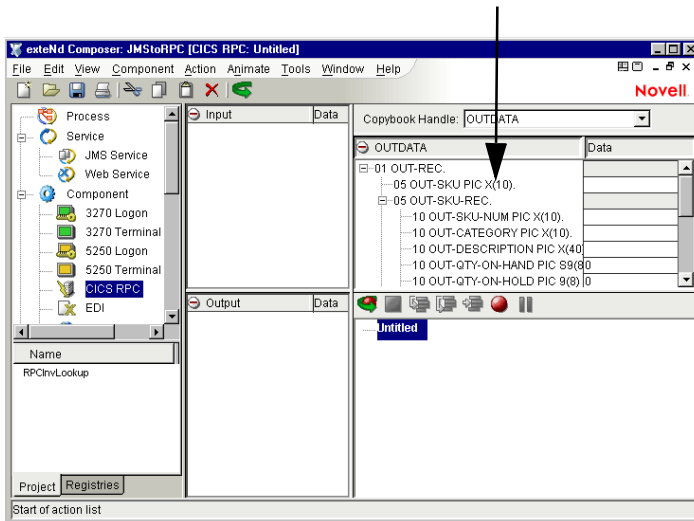 exteNd Composer: JMStoRPC [CICS RPC: Untitled]
File Edit View Component Action Animate Tools Window Help
Novell.
Process
Service
JMS Service
Web Service
Component
3270 Logon
3270 Terminal
5250 Logon
5250 Terminal
CICS RPC
EDI
Name
RPCInvLookup
Project Registries
Input Data
Output Data
Copybook Handle: OUTDATA
OUTDATA Data
01 OUT-REC.
05 OUT-SKU PIC X(10).
05 OUT-SKU-REC.
10 OUT-SKU-NUM PIC X(10).
10 OUT-CATEGORY PIC X(10).
10 OUT-DESCRIPTION PIC X(40)
10 OUT-QTY-ON-HAND PIC S9(8 0
10 OUT-QTY-ON-HOLD PIC 9(8) 0
Untitled
Start of action list